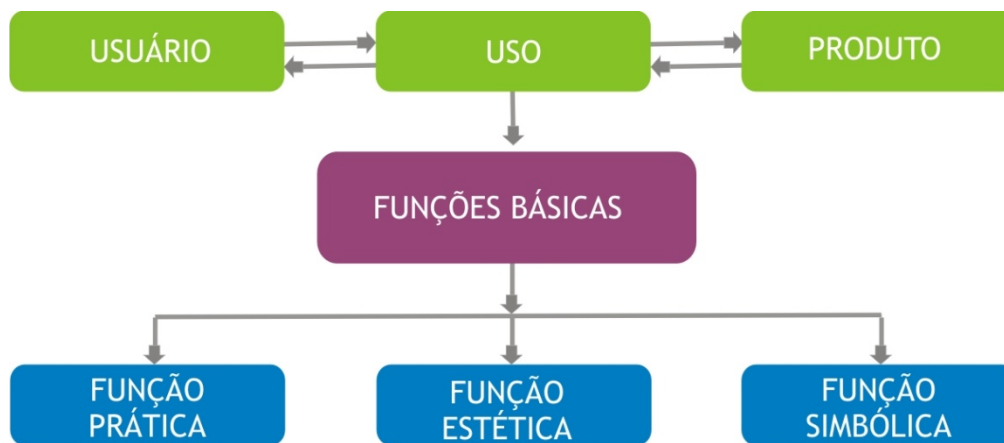 USUÁRIO
USO
PRODUTO
FUNÇÕES BÁSICAS
FUNÇÃO
PRÁTICA
FUNÇÃO
ESTÉTICA
FUNÇÃO
SIMBÓLICA